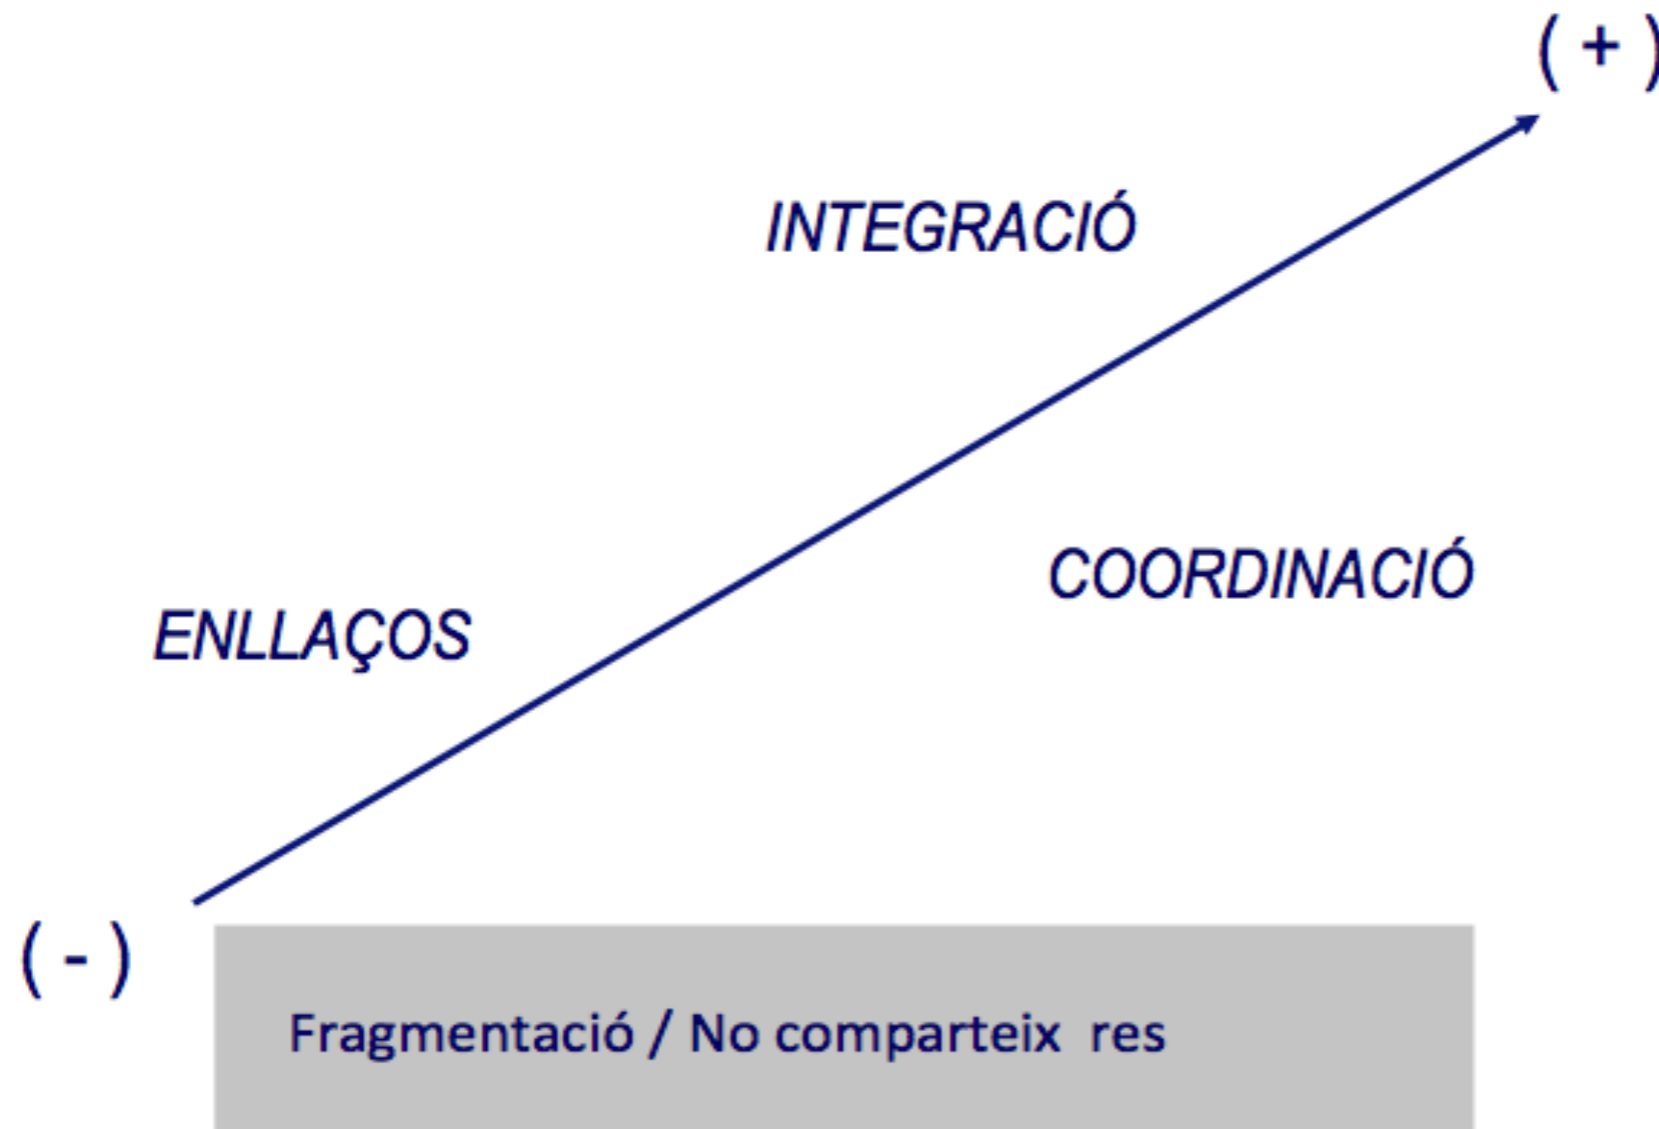 ( + )
INTEGRACIÓ
COORDINACIÓ
ENLLAÇOS
( - )
Fragmentació / No comparteix res